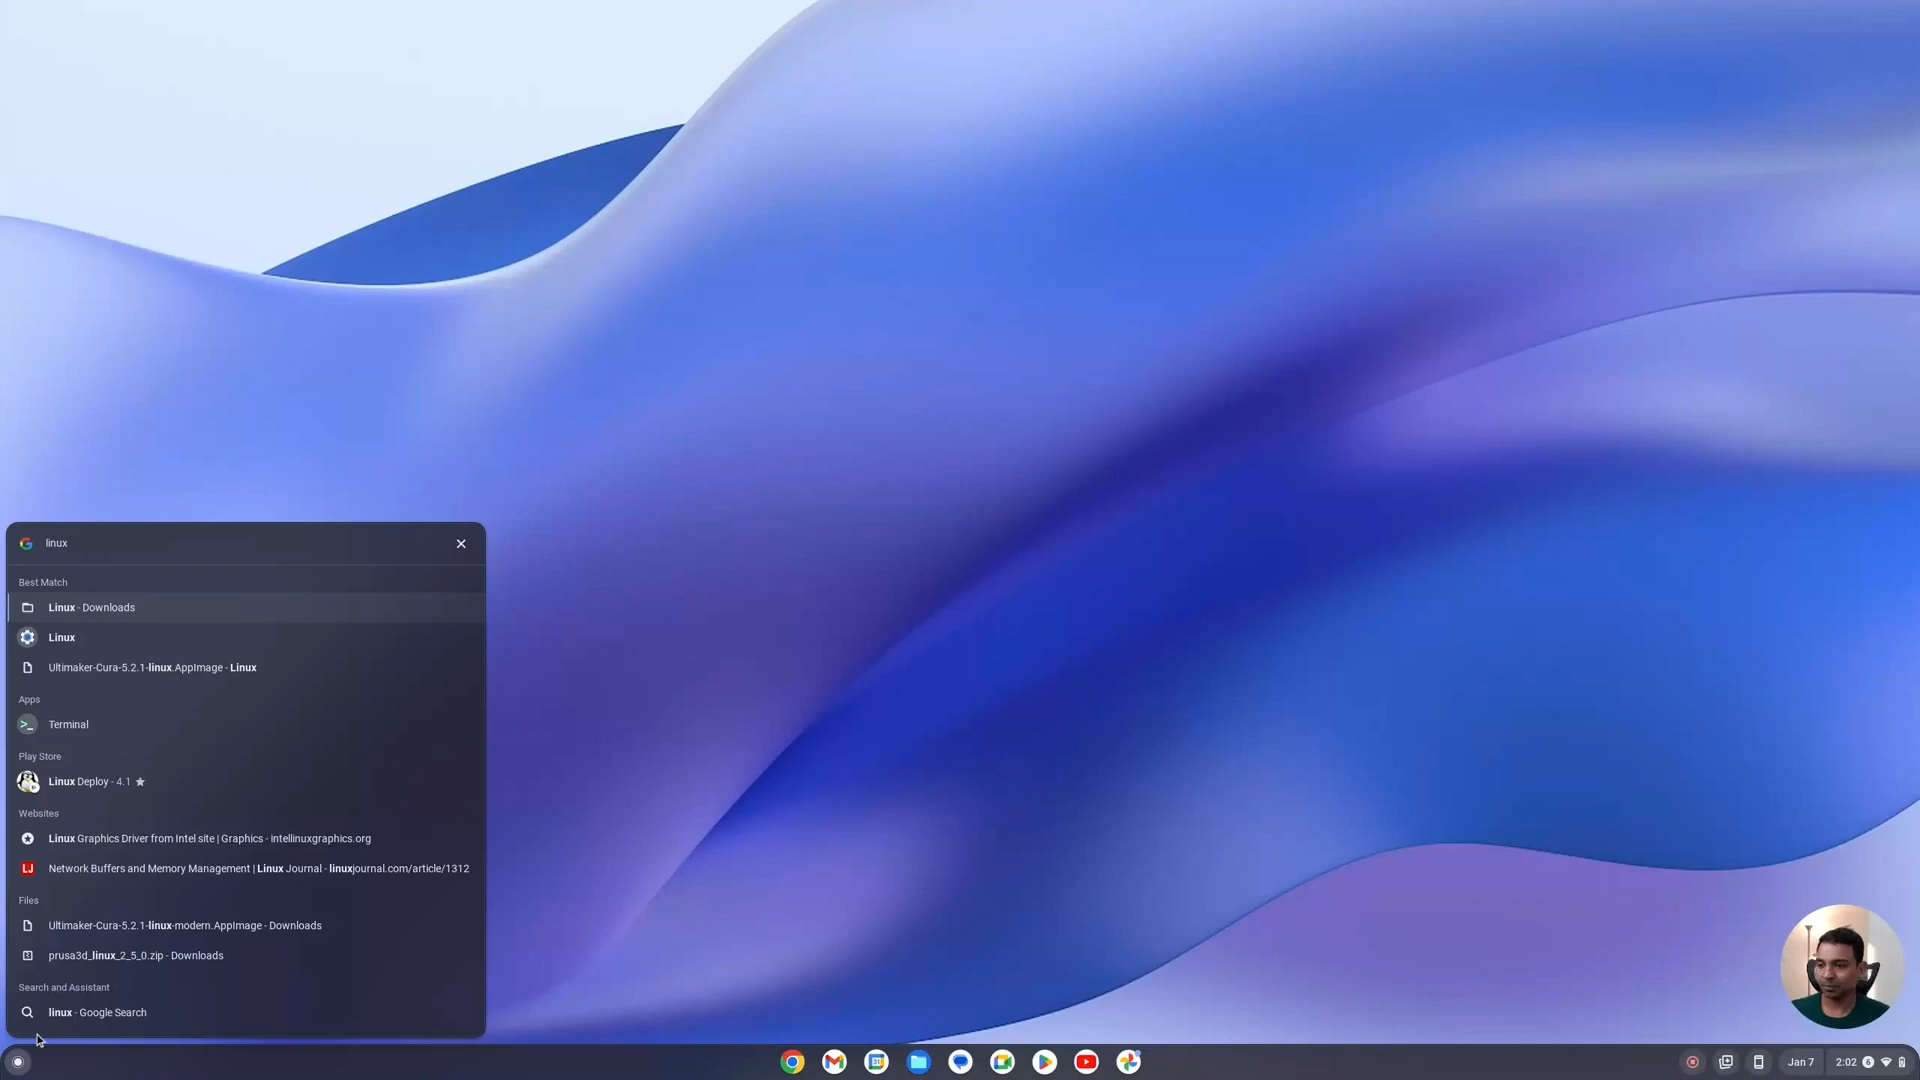 linux
Best Match
Linux - Downloads
Linux
Ultimaker-Cura-5.2.1-linux.AppImage - Linux
Apps
>_ Terminal
Play Store
Linux Deploy - 4.1 ★
Websites
Linux Graphics Driver from Intel site | Graphics - intellinuxgraphics.org
LJ Network Buffers and Memory Management | Linux Journal - linuxjournal.com/article/1312
Files
Ultimaker-Cura-5.2.1-linux-modern.AppImage - Downloads
prusa3d_linux_2_5_0.zip - Downloads
Search and Assistant
linux - Google Search
31
Jan 7
2:02 6